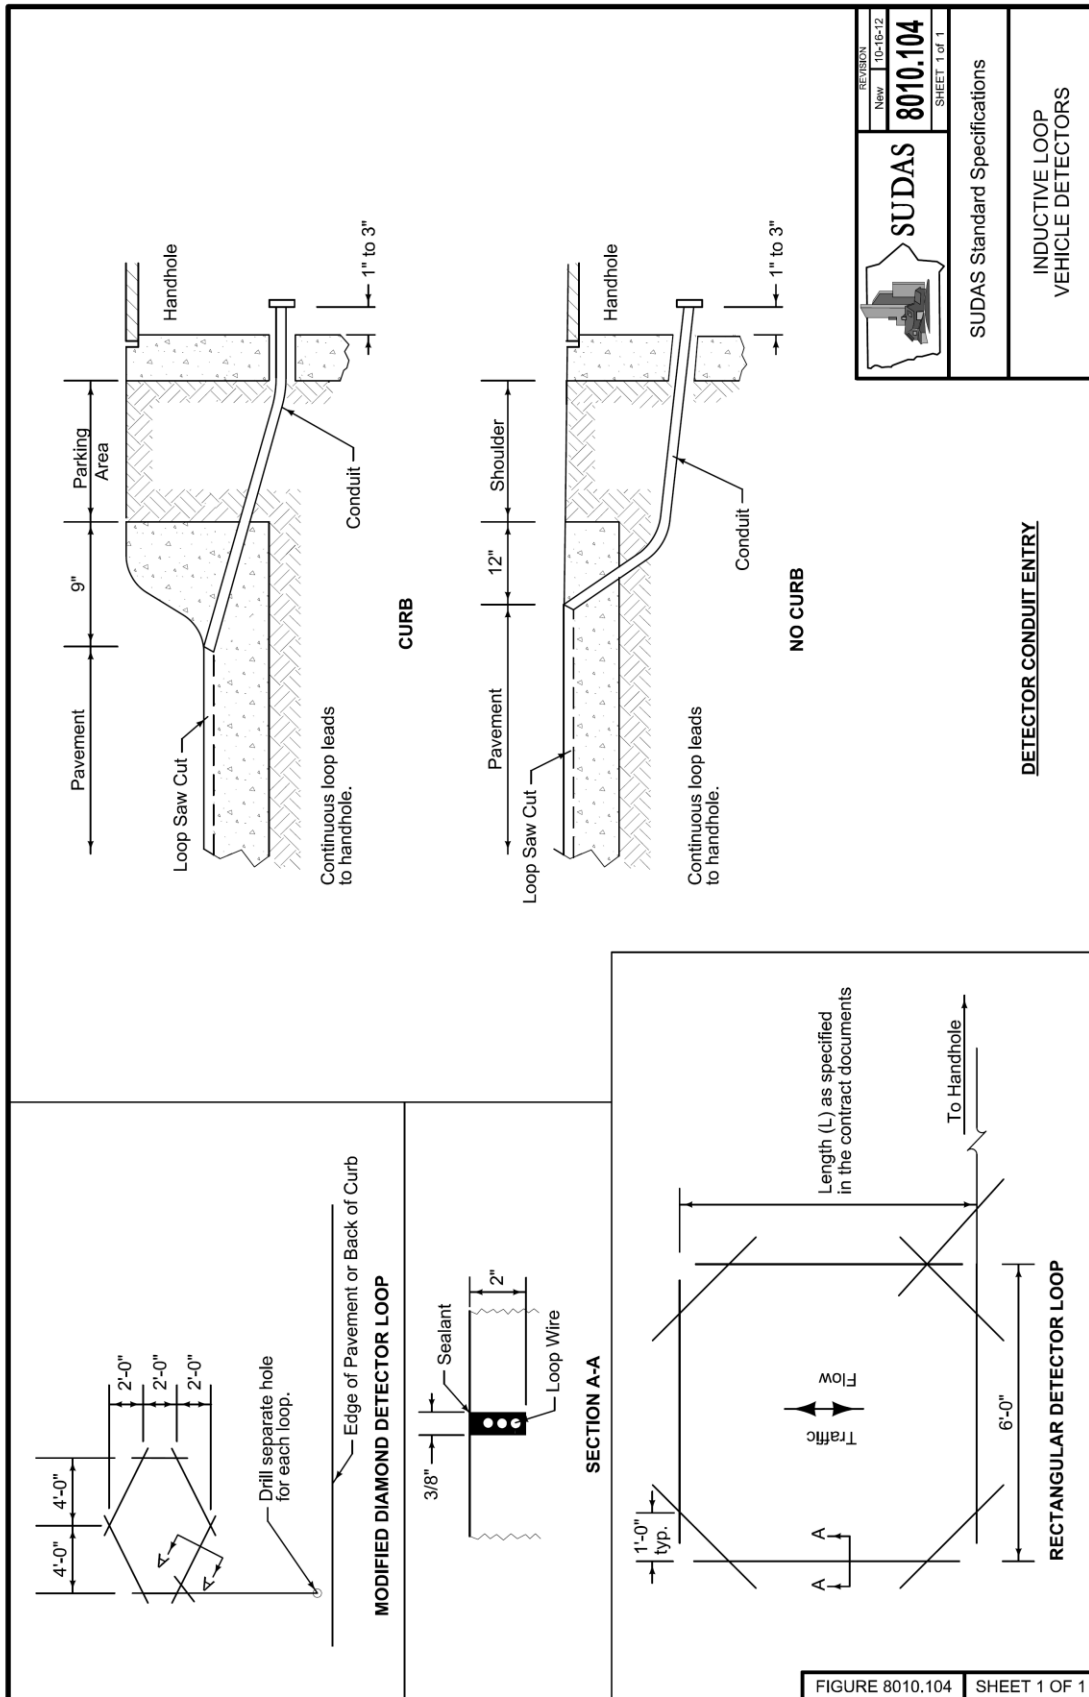 4'-0"
4'-0"
2'-0"
2'-0"
2'-0"
A
A
Drill separate hole
for each loop.
Edge of Pavement or Back of Curb
MODIFIED DIAMOND DETECTOR LOOP
3/8"
Sealant
2"
Loop Wire
SECTION A-A
1'-0"
typ.
A
A
Traffic
Flow
6'-0"
Length (L) as specified
in the contract documents
To Handhole
RECTANGULAR DETECTOR LOOP
Pavement
9"
Parking
Area
Handhole
Loop Saw Cut
1" to 3"
Conduit
Continuous loop leads
to handhole.
CURB
Pavement
12"
Shoulder
Handhole
Loop Saw Cut
1" to 3"
Conduit
Continuous loop leads
to handhole.
NO CURB
DETECTOR CONDUIT ENTRY
SUDAS
REVISION
New
10-16-12
8010.104
SHEET 1 of 1
SUDAS Standard Specifications
INDUCTIVE LOOP
VEHICLE DETECTORS
FIGURE 8010.104
SHEET 1 OF 1